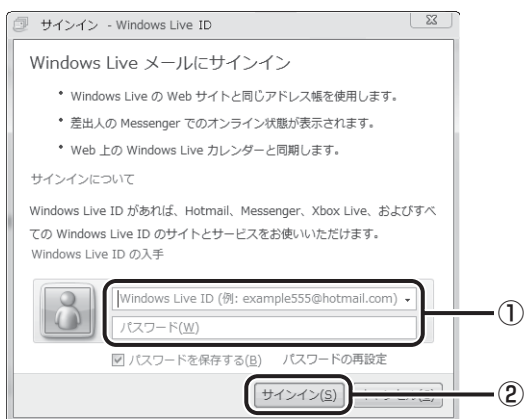 サインイン - Windows Live ID
Windows Live メールにサインイン
• Windows Live の Web サイトと同じアドレス帳を使用します。
• 差出人の Messenger でのオンライン状態が表示されます。
• Web 上の Windows Live カレンダーと同期します。
サインインについて
Windows Live ID があれば、Hotmail、Messenger、Xbox Live、およびすべ
ての Windows Live ID のサイトとサービスをお使いいただけます。
Windows Live ID の入手
Windows Live ID (例: example555@hotmail.com)
①
パスワード(W)
パスワードを保存する(B) パスワードの再設定
サインイン(S)
②